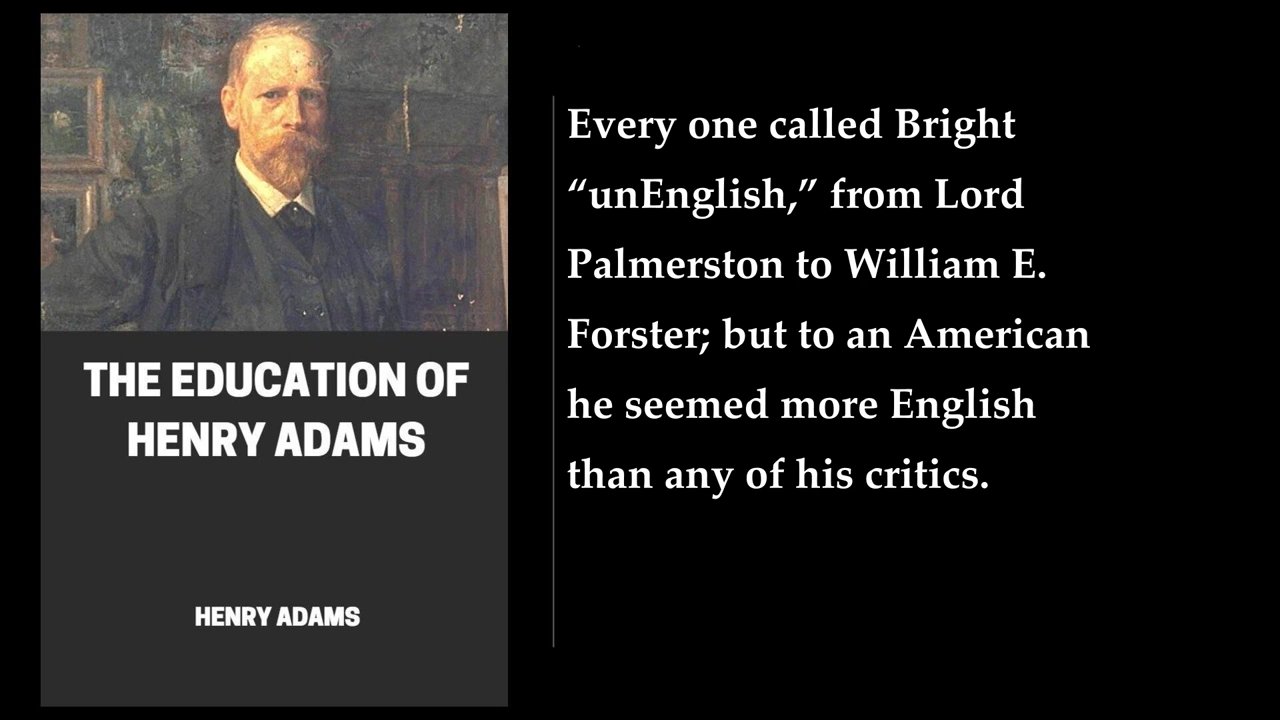 THE EDUCATION OF
HENRY ADAMS
HENRY ADAMS
Every one called Bright
“unEnglish,” from Lord
Palmerston to William E.
Forster; but to an American
he seemed more English
than any of his critics.